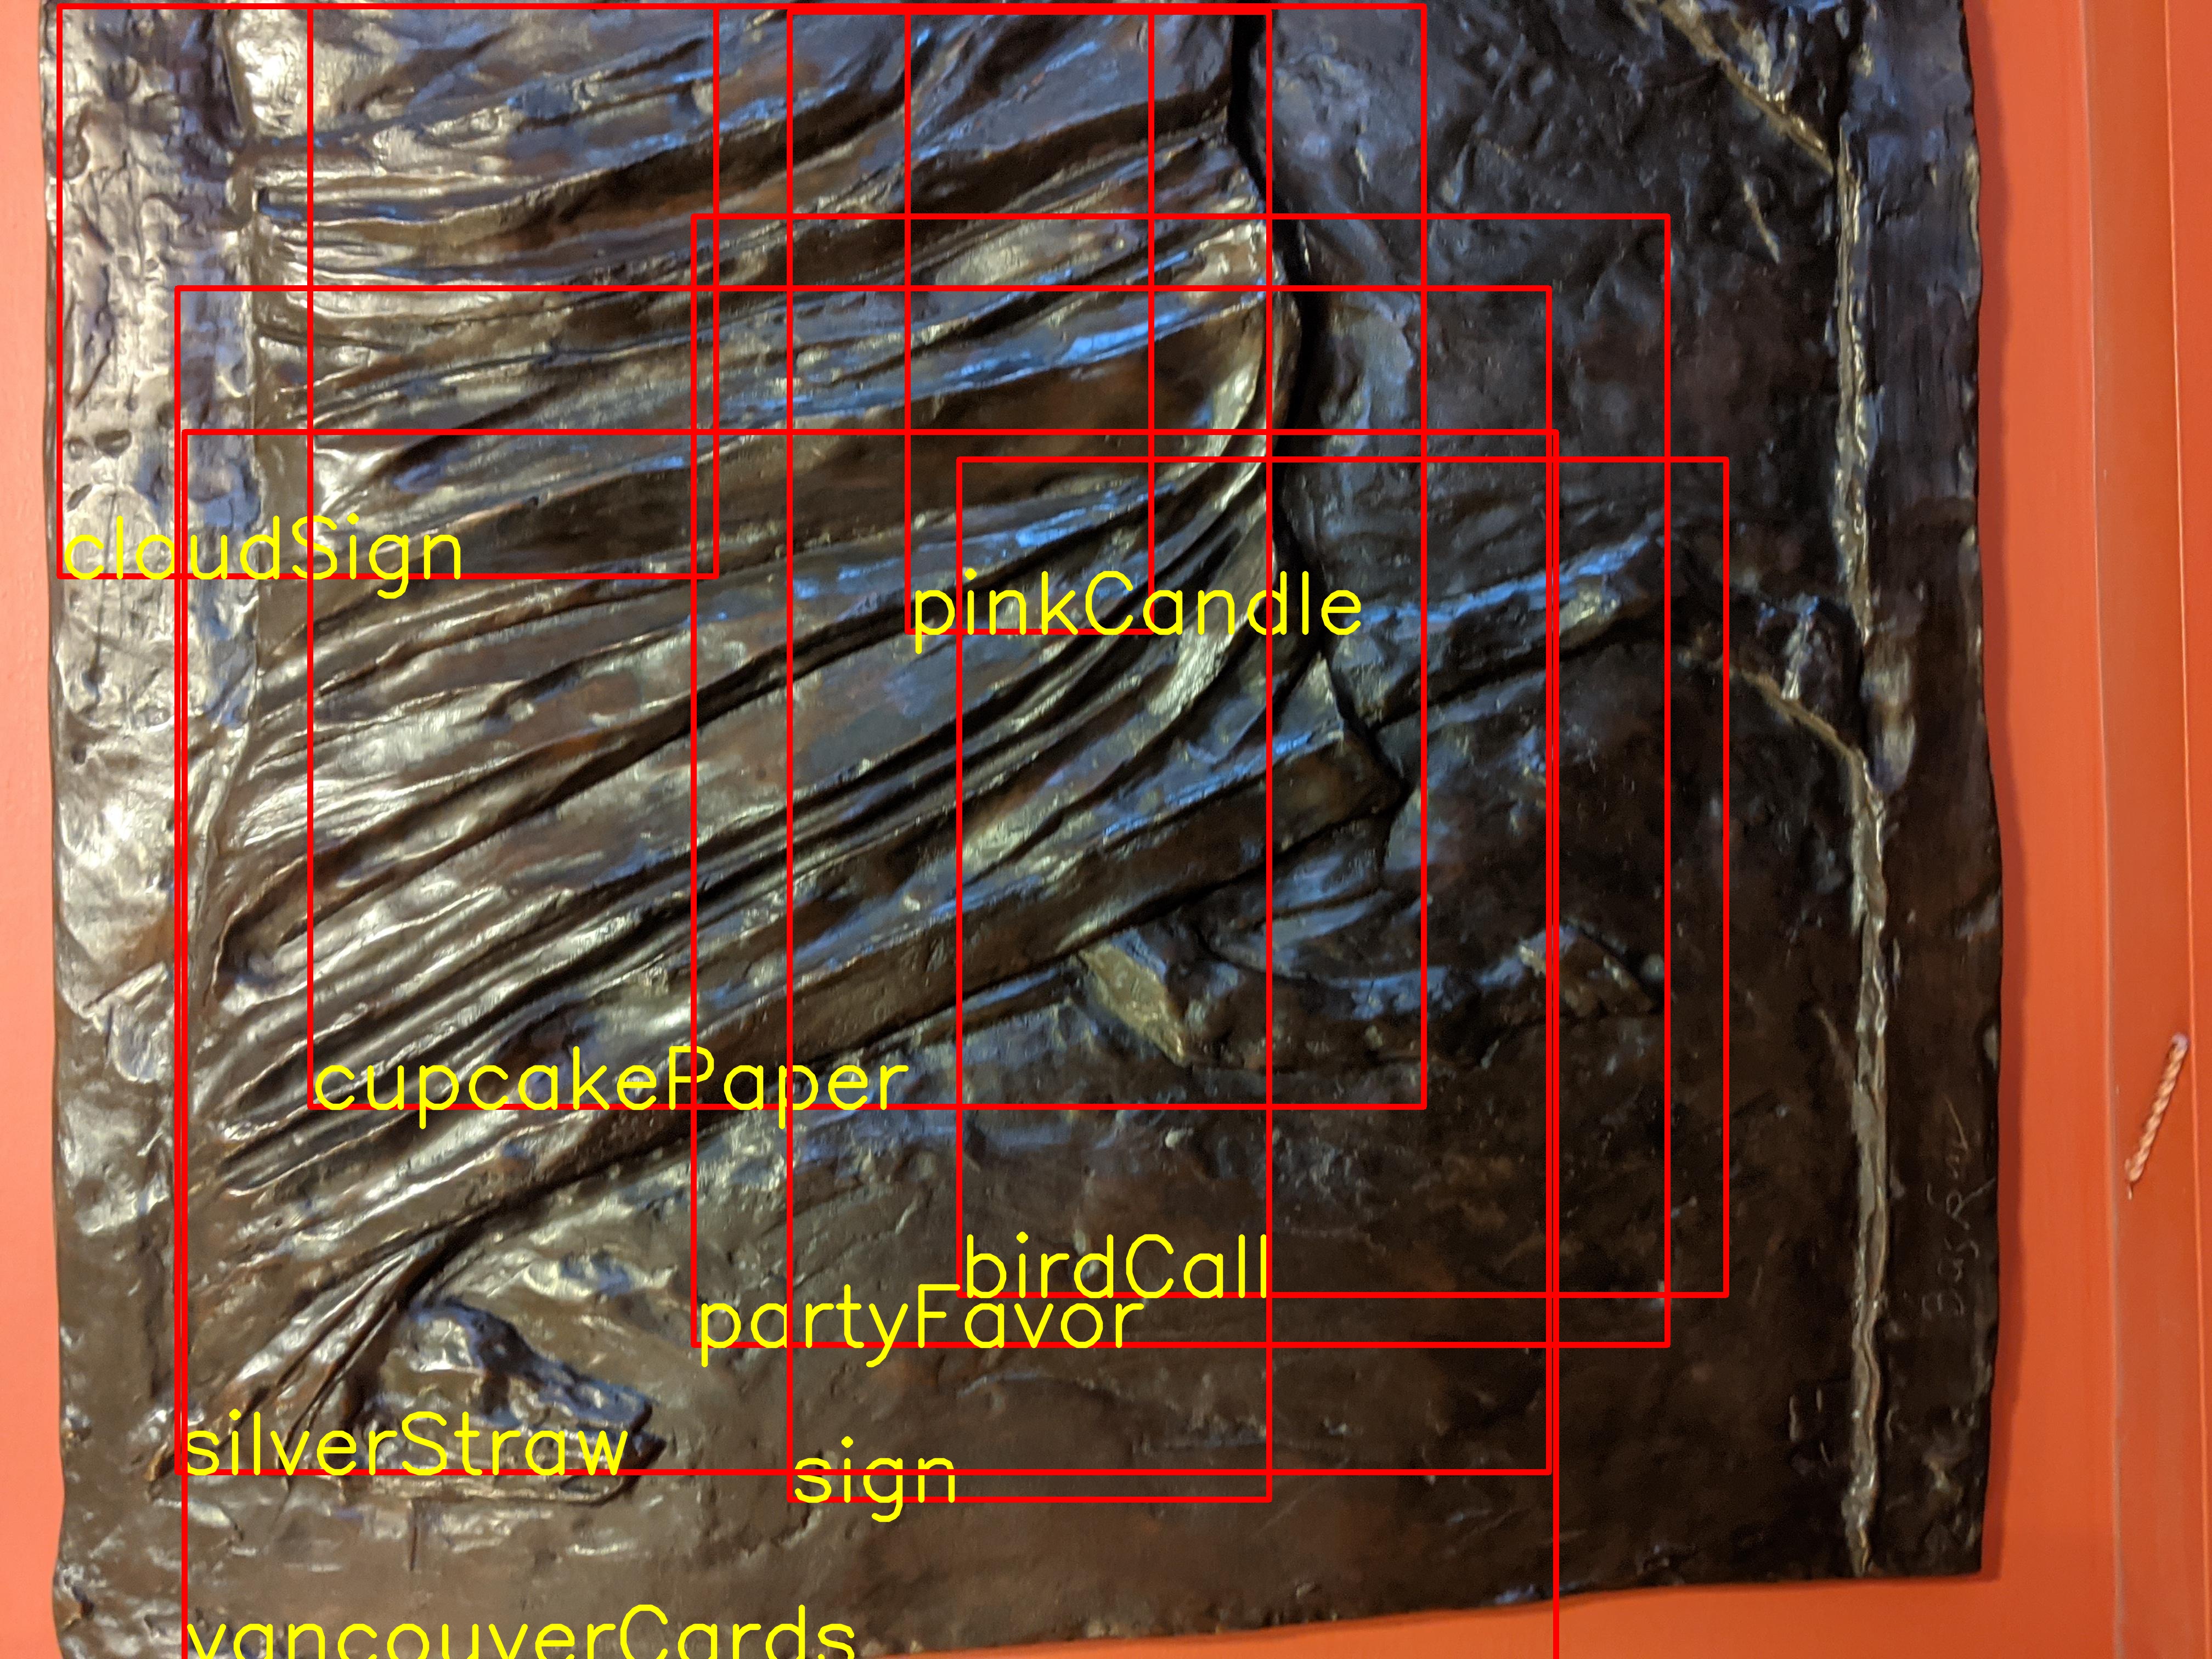 cloudSign
pinkCandle
cupcakePaper
birdCall
partyFavor
silverStraw
sign
vancouverCards